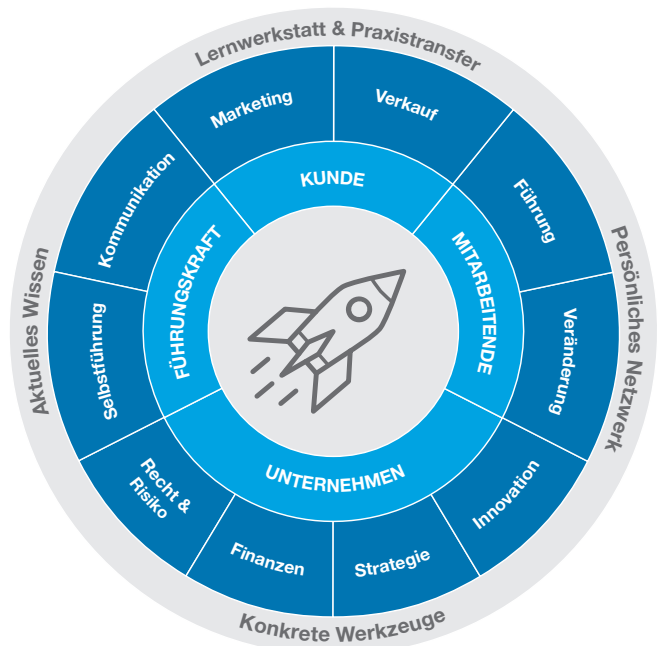 Lernwerkstatt & Praxistransfer
Marketing
Verkauf
Kommunikation
KUNDE
Führung
FÜHRUNGSKRAFT
MITARBEITENDE
Aktuelles Wissen
Persönliches Netzwerk
Selbstführung
Veränderung
UNTERNEHMEN
Recht &
Risiko
Innovation
Finanzen
Strategie
Konkrete Werkzeuge